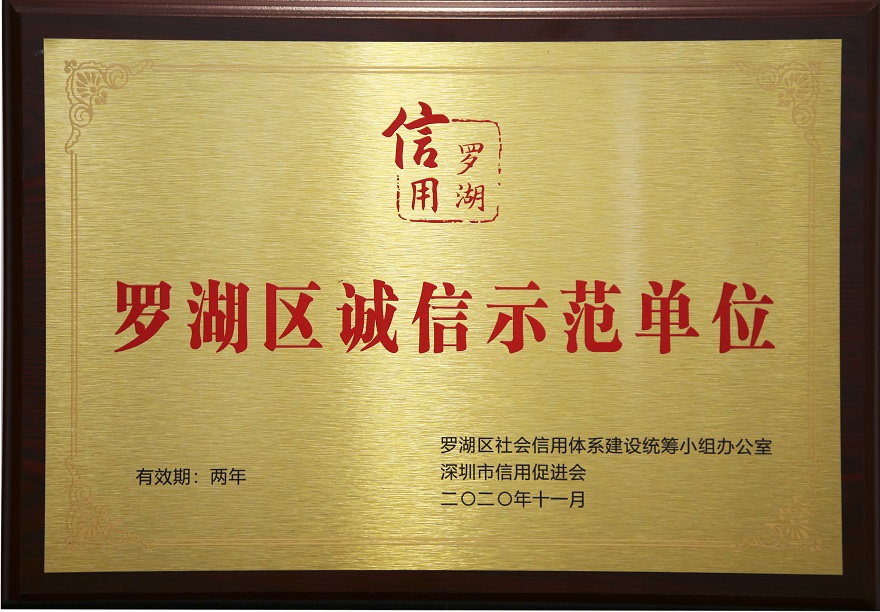 信用
罗湖
罗湖区诚信示范单位
有效期：两年
罗湖区社会信用体系建设统筹小组办公室
深圳市信用促进会
二〇二〇年十一月